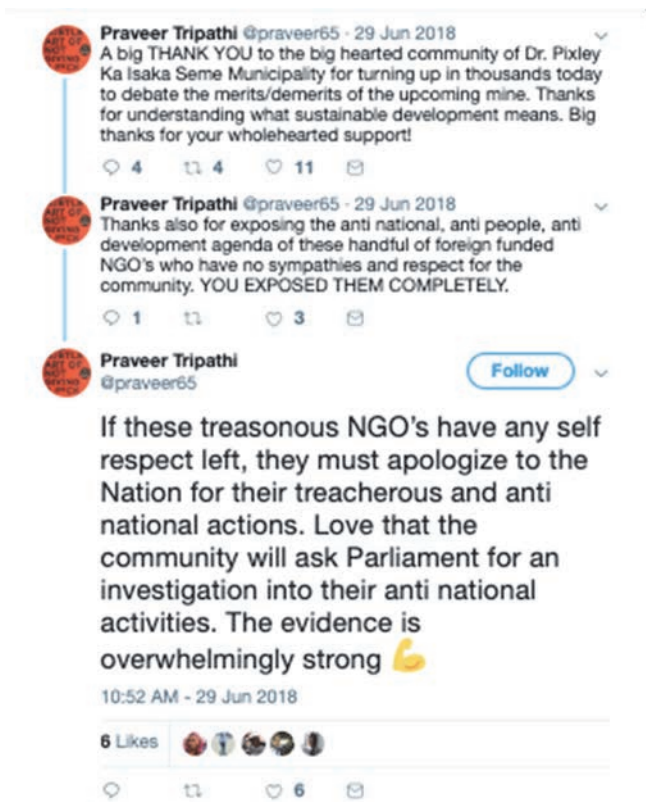 Praveer Tripathi @praveer65 · 29 Jun 2018
A big THANK YOU to the big hearted community of Dr. Pixley
Ka Isaka Seme Municipality for turning up in thousands today
to debate the merits/demerits of the upcoming mine. Thanks
for understanding what sustainable development means. Big
thanks for your wholehearted support!
4 4 11
Praveer Tripathi @praveer65 · 29 Jun 2018
Thanks also for exposing the anti national, anti people, anti
development agenda of these handful of foreign funded
NGO's who have no sympathies and respect for the
community. YOU EXPOSED THEM COMPLETELY.
1 3
Praveer Tripathi
@praveer65
Follow
If these treasonous NGO's have any self
respect left, they must apologize to the
Nation for their treacherous and anti
national actions. Love that the
community will ask Parliament for an
investigation into their anti national
activities. The evidence is
overwhelmingly strong 💪
10:52 AM - 29 Jun 2018
6 Likes
6